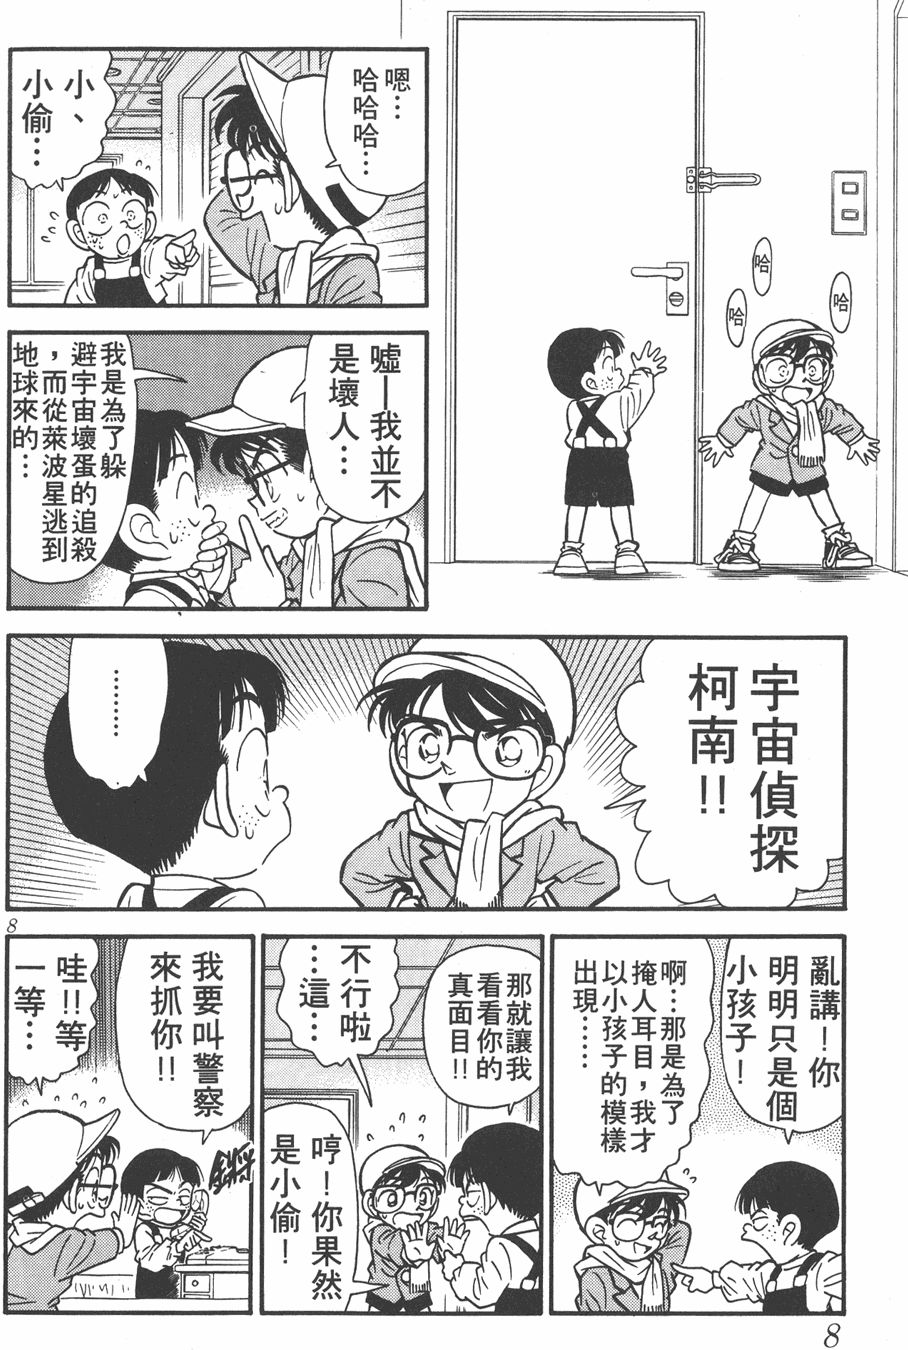 哈
哈
哈
嗯…
哈哈哈…
小、
小偷…
噓—我並不
是壞人…
我是為了躲
避宇宙壞蛋的追殺
，而從萊波星逃到
地球來的…
宇宙偵探
柯南!!
………
8
亂講！你
明明只是個
小孩子！
啊…那是為了
掩人耳目，我才
以小孩子的模樣
出現……
那就讓我
看看你的
真面目!!
不行啦
…這…
哼！你果然
是小偷！
我要叫警察
來抓你!!
鏘
哇!!等
一等…
8